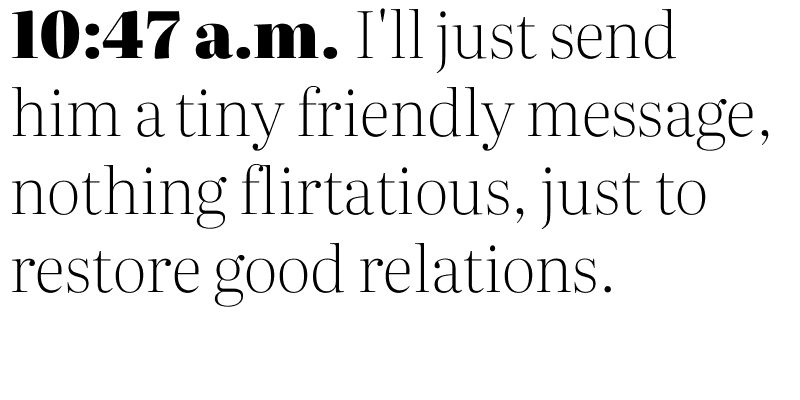 10:47 a.m. I'll just send
him a tiny friendly message,
nothing flirtatious, just to
restore good relations.